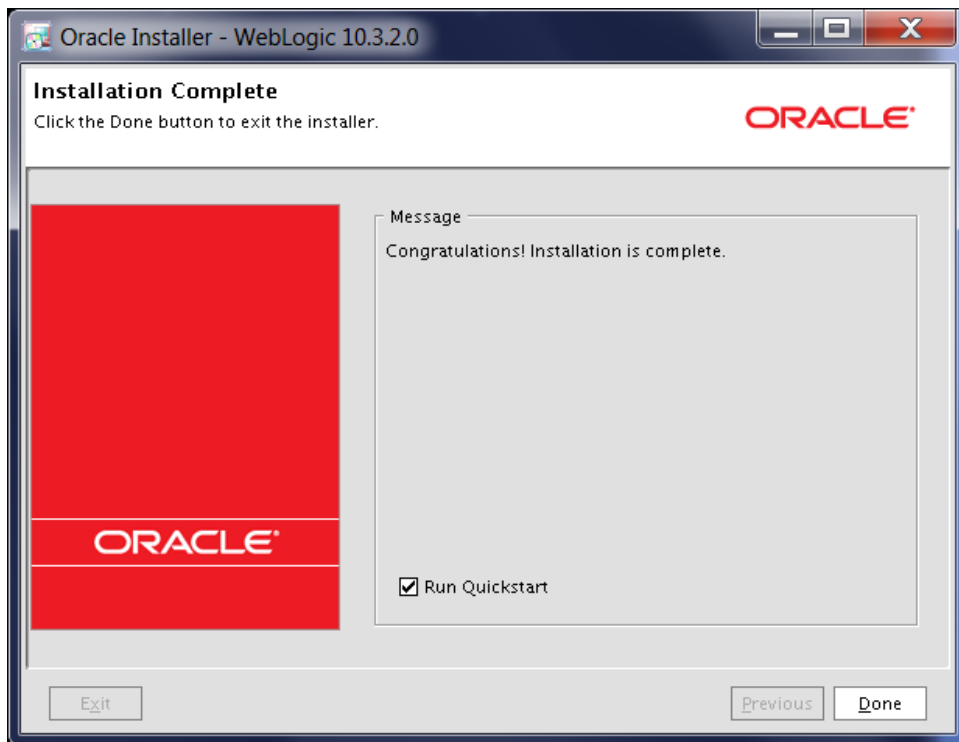 Oracle Installer - WebLogic 10.3.2.0
Installation Complete
Click the Done button to exit the installer.
ORACLE
Message
Congratulations! Installation is complete.
ORACLE
Run Quickstart
Exit
Previous
Done